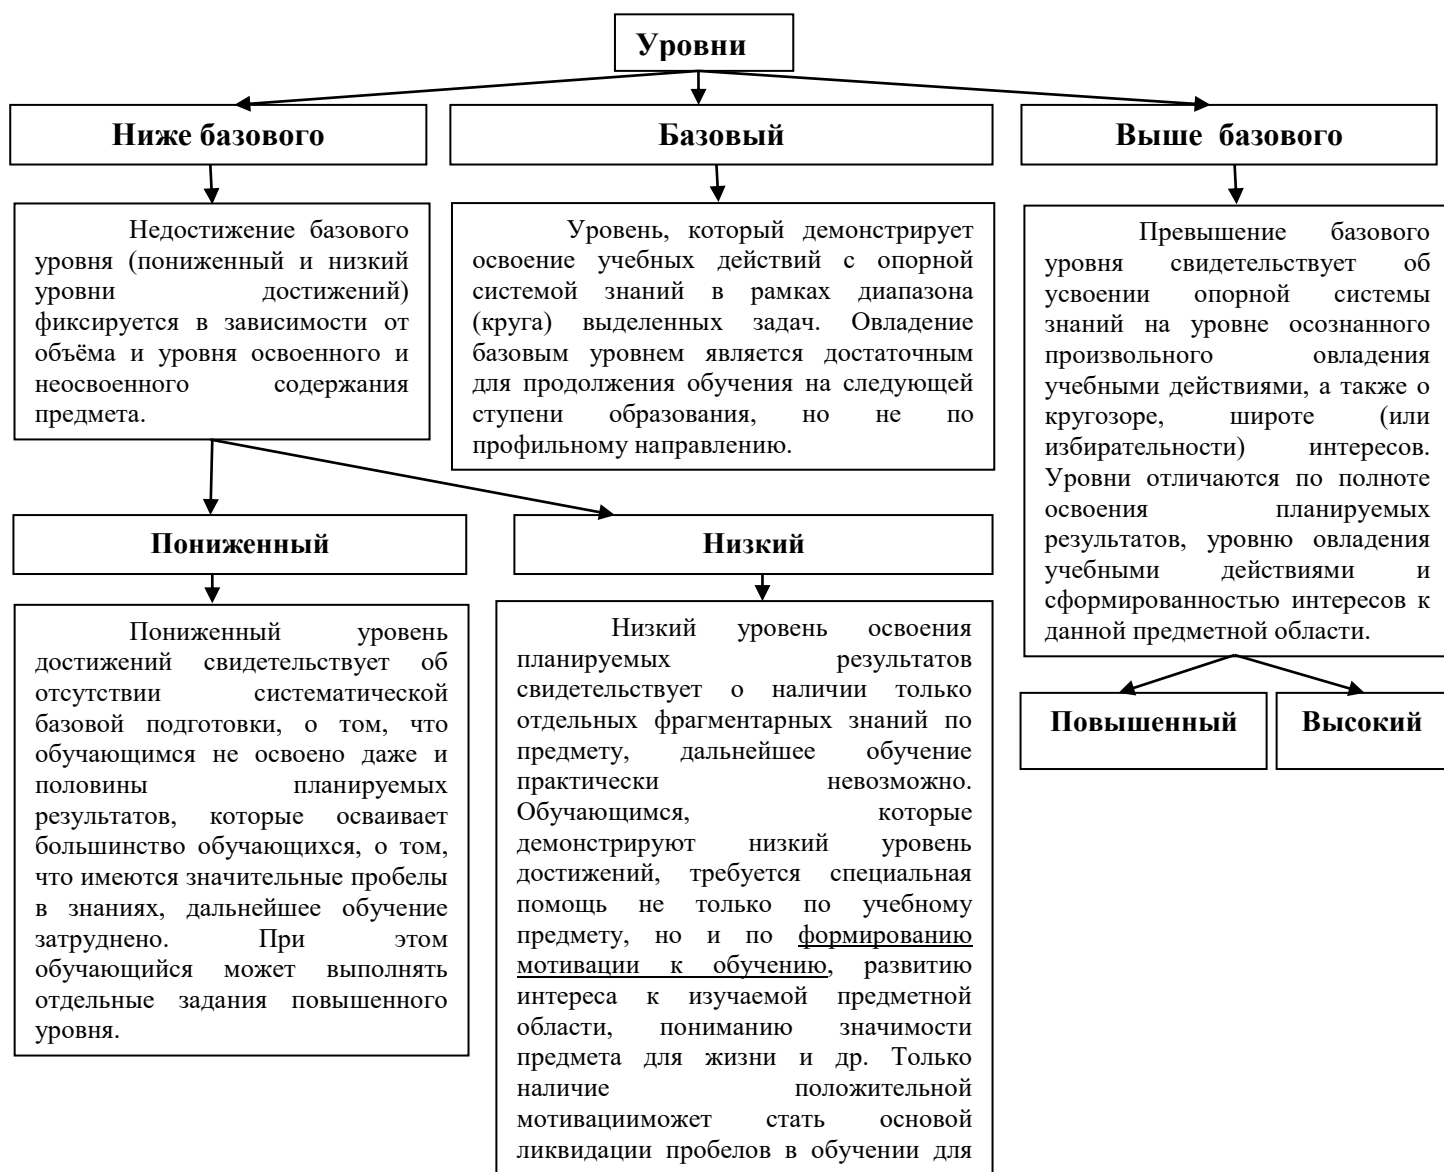 Уровни
Ниже базового
Базовый
Выше базового
Недостижение базового
уровня (пониженный и низкий
уровни достижений)
фиксируется в зависимости от
объёма и уровня освоенного и
неосвоенного содержания
предмета.
Уровень, который демонстрирует
освоение учебных действий с опорной
системой знаний в рамках диапазона
(круга) выделенных задач. Овладение
базовым уровнем является достаточным
для продолжения обучения на следующей
ступени образования, но не по
профильному направлению.
Превышение базового
уровня свидетельствует об
усвоении опорной системы
знаний на уровне осознанного
произвольного овладения
учебными действиями, а также о
кругозоре, широте (или
избирательности) интересов.
Уровни отличаются по полноте
освоения планируемых
результатов, уровню овладения
учебными действиями и
сформированностью интересов к
данной предметной области.
Пониженный
Низкий
Пониженный уровень
достижений свидетельствует об
отсутствии систематической
базовой подготовки, о том, что
обучающимся не освоено даже и
половины планируемых
результатов, которые осваивает
большинство обучающихся, о том,
что имеются значительные пробелы
в знаниях, дальнейшее обучение
затруднено. При этом
обучающийся может выполнять
отдельные задания повышенного
уровня.
Низкий уровень освоения
планируемых результатов
свидетельствует о наличии только
отдельных фрагментарных знаний по
предмету, дальнейшее обучение
практически невозможно.
Обучающимся, которые
демонстрируют низкий уровень
достижений, требуется специальная
помощь не только по учебному
предмету, но и по формированию
мотивации к обучению, развитию
интереса к изучаемой предметной
области, пониманию значимости
предмета для жизни и др. Только
наличие положительной
мотивацииможет стать основой
ликвидации пробелов в обучении для
Повышенный
Высокий